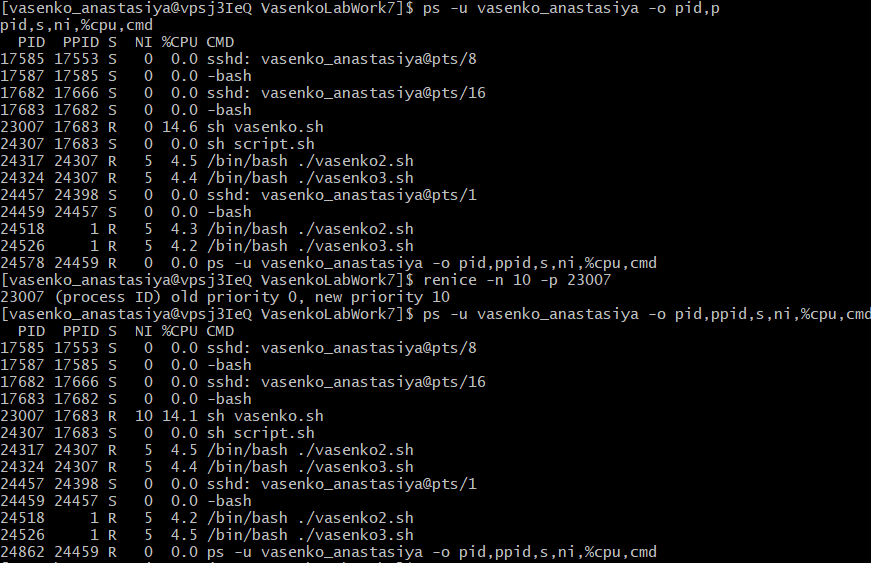 [vasenko_anastasiya@vpsj3IeQ VasenkoLabWork7]$ ps -u vasenko_anastasiya -o pid,p
pid,s,ni,%cpu,cmd
  PID  PPID S  NI %CPU CMD
17585 17553 S   0  0.0 sshd: vasenko_anastasiya@pts/8
17587 17585 S   0  0.0 -bash
17682 17666 S   0  0.0 sshd: vasenko_anastasiya@pts/16
17683 17682 S   0  0.0 -bash
23007 17683 R   0 14.6 sh vasenko.sh
24307 17683 S   0  0.0 sh script.sh
24317 24307 R   5  4.5 /bin/bash ./vasenko2.sh
24324 24307 R   5  4.4 /bin/bash ./vasenko3.sh
24457 24398 S   0  0.0 sshd: vasenko_anastasiya@pts/1
24459 24457 S   0  0.0 -bash
24518     1 R   5  4.3 /bin/bash ./vasenko2.sh
24526     1 R   5  4.2 /bin/bash ./vasenko3.sh
24578 24459 R   0  0.0 ps -u vasenko_anastasiya -o pid,ppid,s,ni,%cpu,cmd
[vasenko_anastasiya@vpsj3IeQ VasenkoLabWork7]$ renice -n 10 -p 23007
23007 (process ID) old priority 0, new priority 10
[vasenko_anastasiya@vpsj3IeQ VasenkoLabWork7]$ ps -u vasenko_anastasiya -o pid,ppid,s,ni,%cpu,cmd
  PID  PPID S  NI %CPU CMD
17585 17553 S   0  0.0 sshd: vasenko_anastasiya@pts/8
17587 17585 S   0  0.0 -bash
17682 17666 S   0  0.0 sshd: vasenko_anastasiya@pts/16
17683 17682 S   0  0.0 -bash
23007 17683 R  10 14.1 sh vasenko.sh
24307 17683 S   0  0.0 sh script.sh
24317 24307 R   5  4.5 /bin/bash ./vasenko2.sh
24324 24307 R   5  4.4 /bin/bash ./vasenko3.sh
24457 24398 S   0  0.0 sshd: vasenko_anastasiya@pts/1
24459 24457 S   0  0.0 -bash
24518     1 R   5  4.2 /bin/bash ./vasenko2.sh
24526     1 R   5  4.5 /bin/bash ./vasenko3.sh
24862 24459 R   0  0.0 ps -u vasenko_anastasiya -o pid,ppid,s,ni,%cpu,cmd